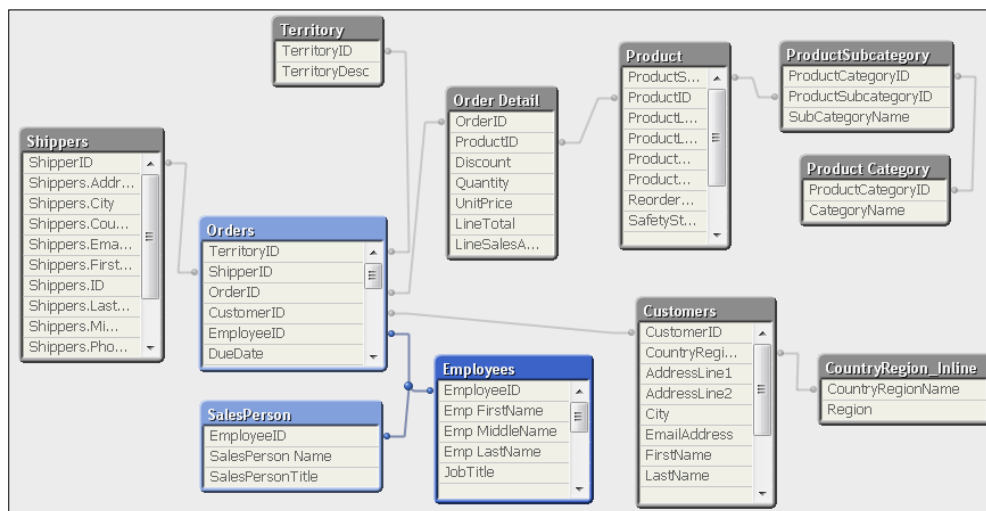 Territory
TerritoryID
TerritoryDesc
Product
ProductS...
ProductID
ProductL...
ProductL...
Product...
Product...
Reorder...
SafetySt...
ProductSubcategory
ProductCategoryID
ProductSubcategoryID
SubCategoryName
Order Detail
OrderID
ProductID
Discount
Quantity
UnitPrice
LineTotal
LineSalesA...
Shippers
ShipperID
Shippers.Addr...
Shippers.City
Shippers.Cou...
Shippers.Ema...
Shippers.First...
Shippers.ID
Shippers.Last...
Shippers.Mi...
Shippers.Pho...
Product Category
ProductCategoryID
CategoryName
Orders
TerritoryID
ShipperID
OrderID
CustomerID
EmployeeID
DueDate
Customers
CustomerID
CountryRegi...
AddressLine1
AddressLine2
City
EmailAddress
FirstName
LastName
CountryRegion_Inline
CountryRegionName
Region
Employees
EmployeeID
Emp FirstName
Emp MiddleName
Emp LastName
JobTitle
SalesPerson
EmployeeID
SalesPerson Name
SalesPersonTitle